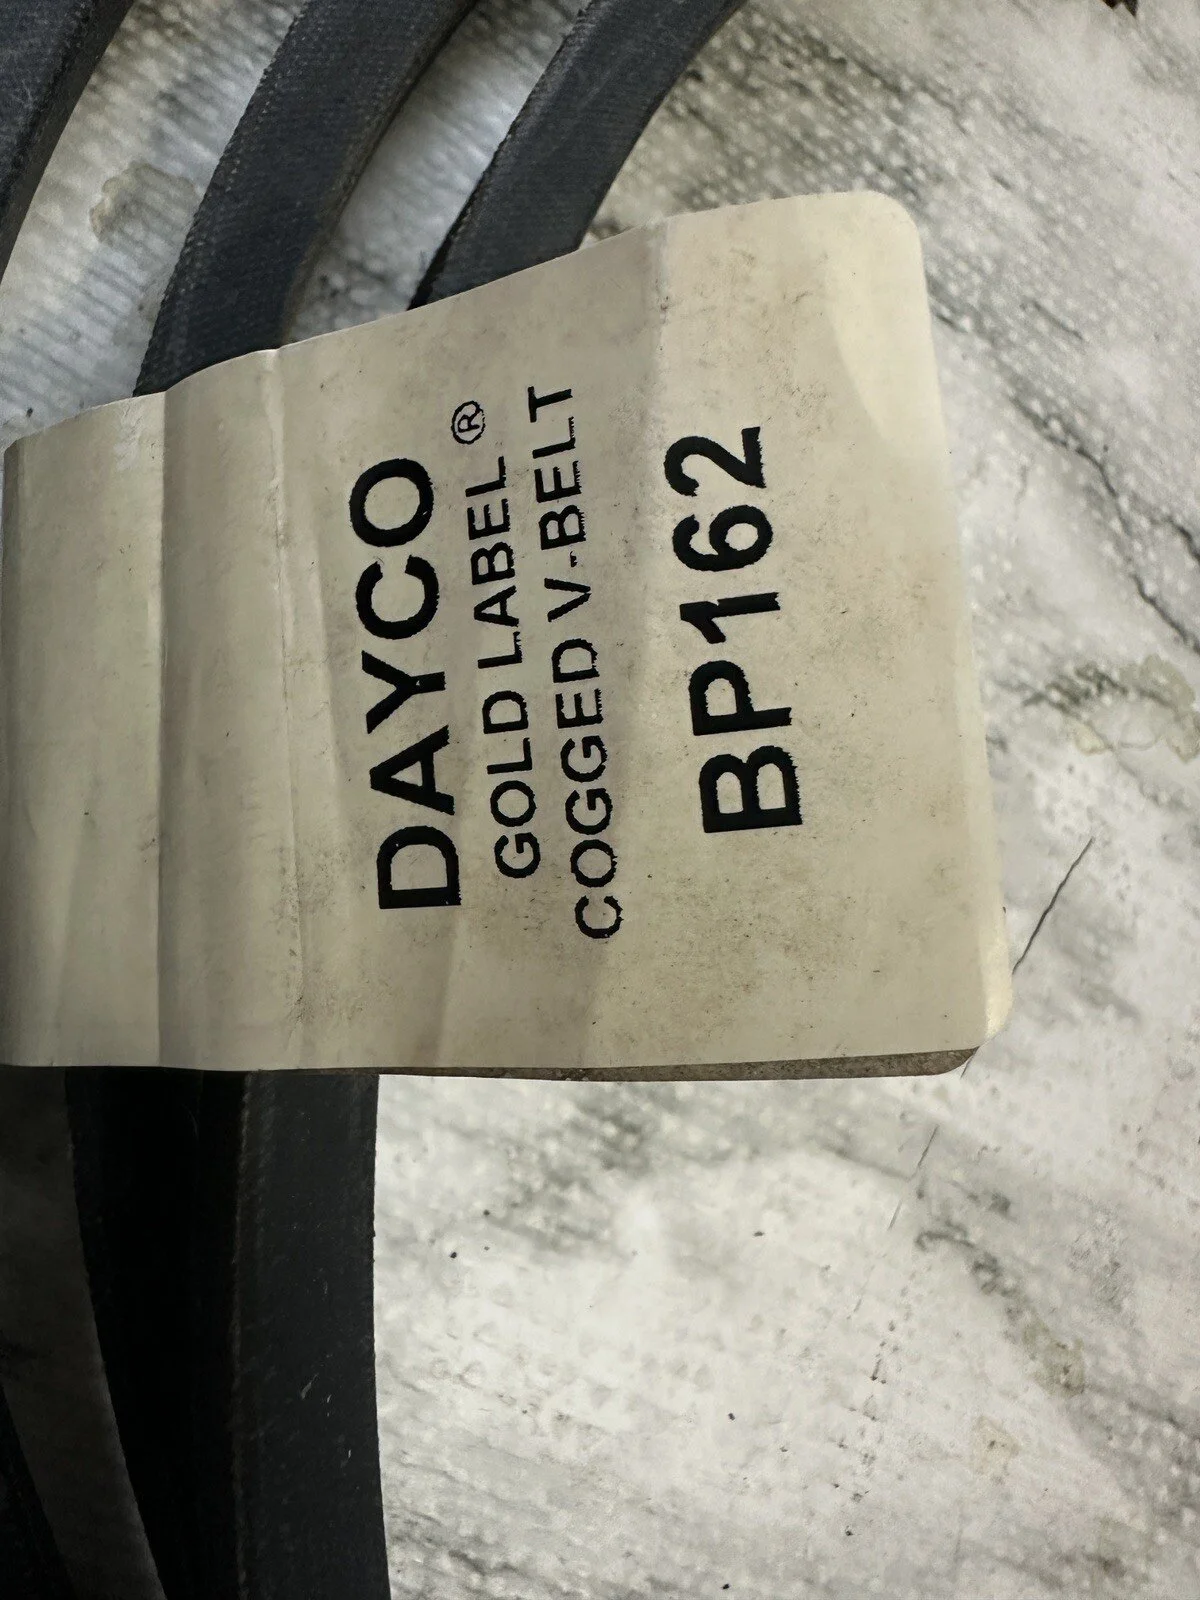 DAYCO
GOLD LABEL ®
COGGED V-BELT
BP162